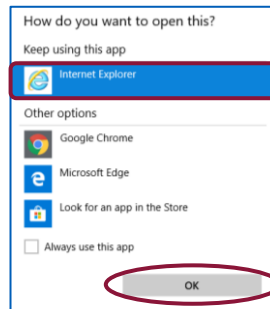 How do you want to open this?
Keep using this app
Internet Explorer
Other options
Google Chrome
Microsoft Edge
Look for an app in the Store
Always use this app
OK